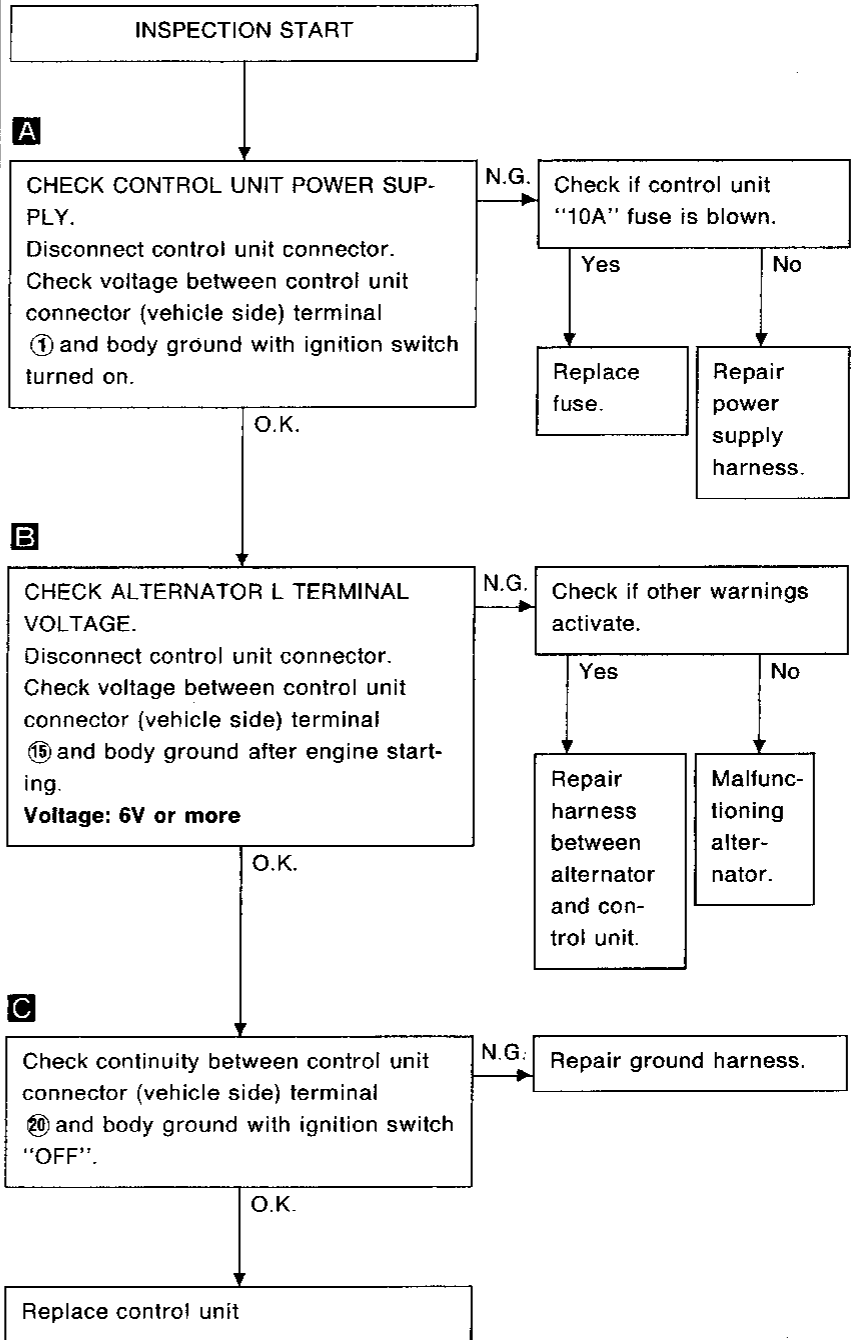 INSPECTION START
A
CHECK CONTROL UNIT POWER SUP-
PLY.
Disconnect control unit connector.
Check voltage between control unit
connector (vehicle side) terminal
① and body ground with ignition switch
turned on.
N.G.
Check if control unit
"10A" fuse is blown.
Yes
No
Replace
fuse.
Repair
power
supply
harness.
O.K.
B
CHECK ALTERNATOR L TERMINAL
VOLTAGE.
Disconnect control unit connector.
Check voltage between control unit
connector (vehicle side) terminal
⑮ and body ground after engine start-
ing.
Voltage: 6V or more
N.G.
Check if other warnings
activate.
Yes
No
Repair
harness
between
alternator
and con-
trol unit.
Malfunc-
tioning
alter-
nator.
O.K.
C
Check continuity between control unit
connector (vehicle side) terminal
⑳ and body ground with ignition switch
"OFF".
N.G.
Repair ground harness.
O.K.
Replace control unit